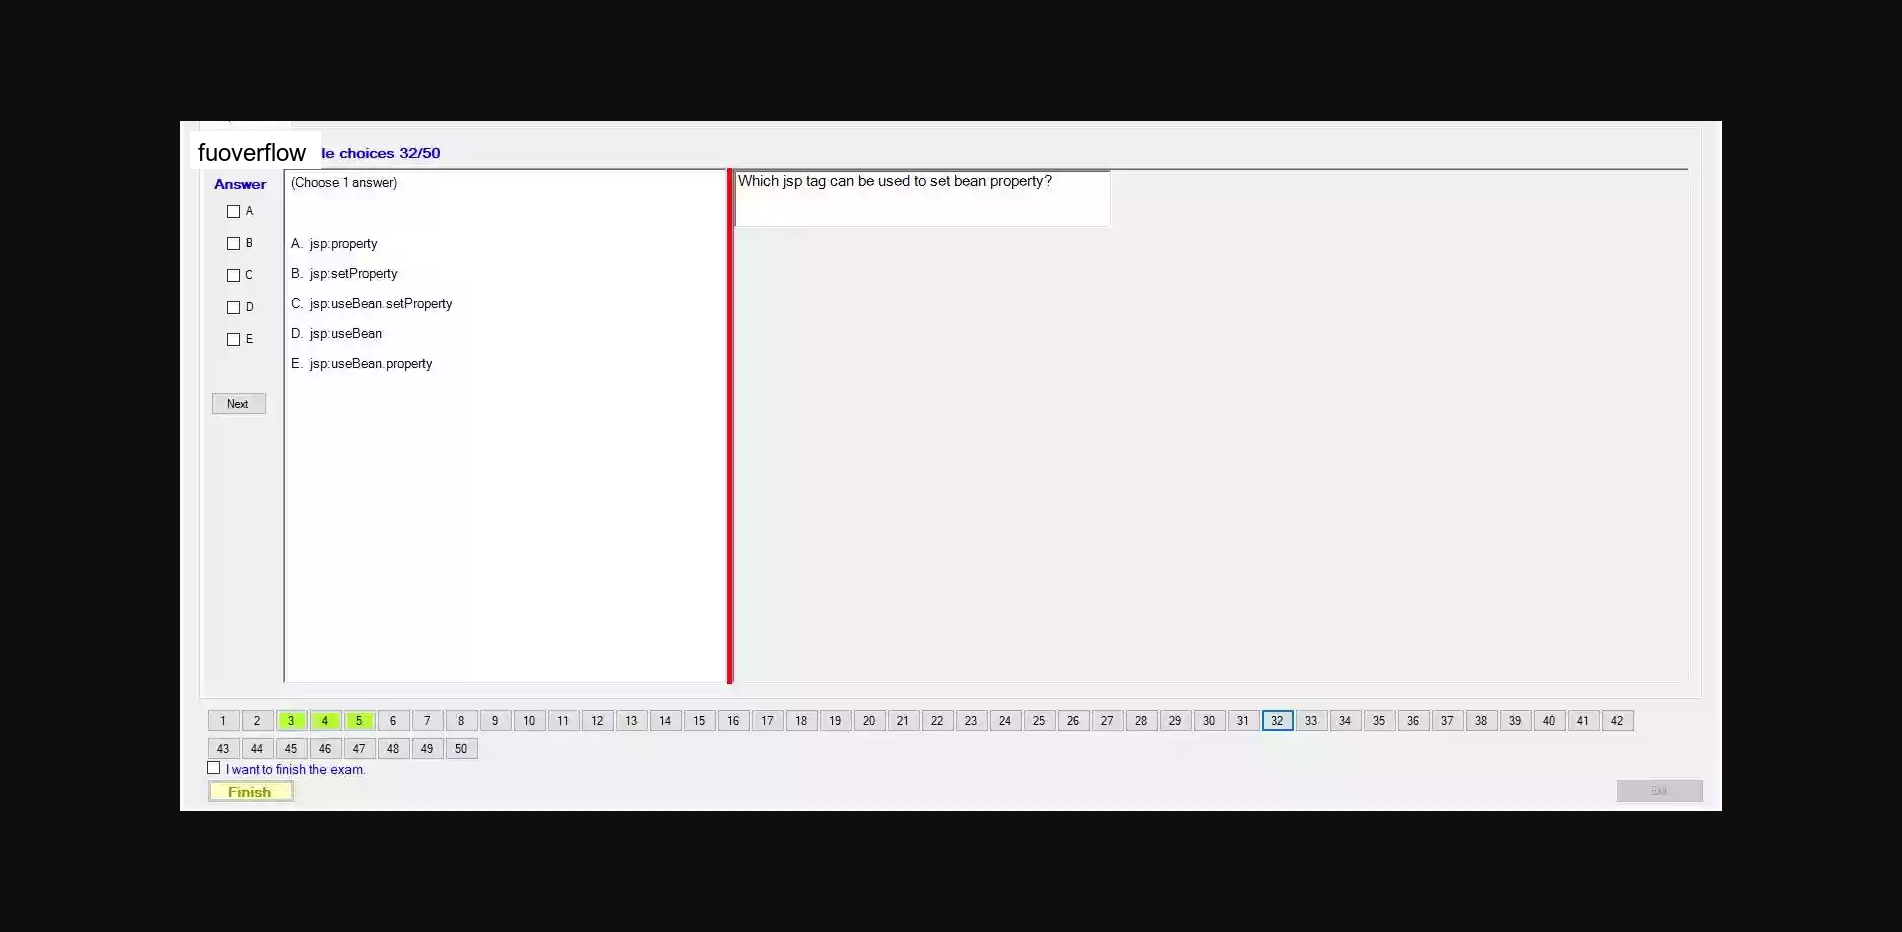 fuoverflow
le choices 32/50
Answer
A
B
C
D
E
Next
(Choose 1 answer)
A. jsp:property
B. jsp:setProperty
C. jsp:useBean.setProperty
D. jsp:useBean
E. jsp:useBean.property
Which jsp tag can be used to set bean property?
1 2 3 4 5 6 7 8 9 10 11 12 13 14 15 16 17 18 19 20 21 22 23 24 25 26 27 28 29 30 31 32 33 34 35 36 37 38 39 40 41 42
43 44 45 46 47 48 49 50
I want to finish the exam.
Finish
Exit